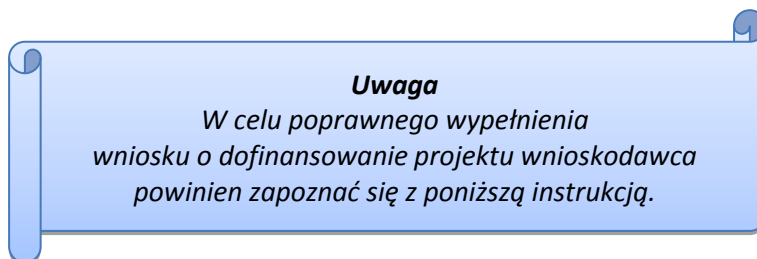 Uwaga
W celu poprawnego wypełnienia
wniosku o dofinansowanie projektu wnioskodawca
powinien zapoznać się z poniższą instrukcją.